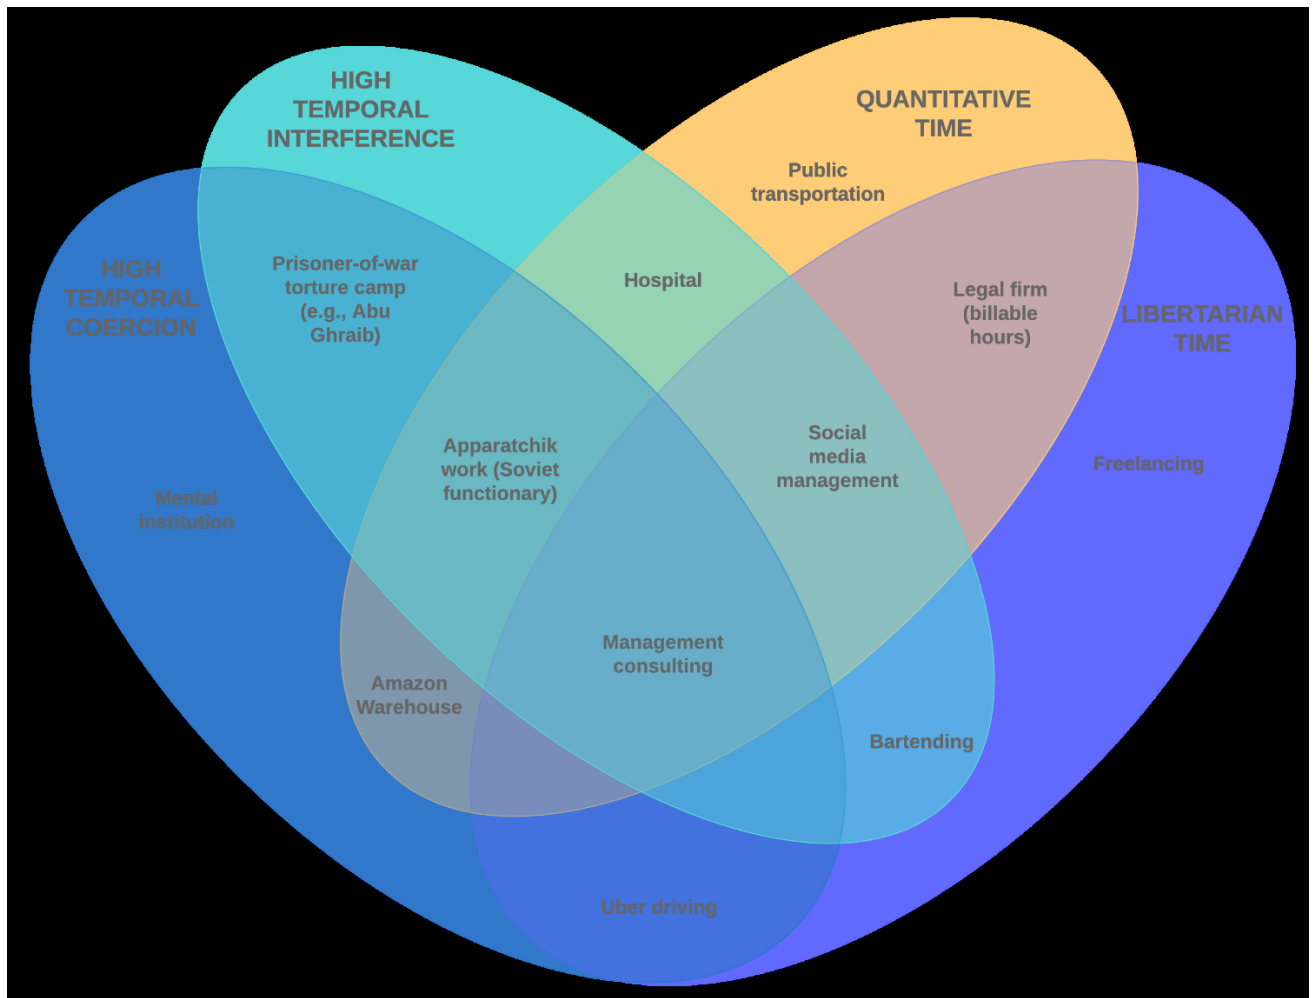 HIGH
TEMPORAL
INTERFERENCE
QUANTITATIVE
TIME
Public
transportation
HIGH
TEMPORAL
COERCION
Prisoner-of-war
torture camp
(e.g., Abu
Ghraib)
Hospital
Legal firm
(billable
hours)
LIBERTARIAN
TIME
Apparatchik
work (Soviet
functionary)
Social
media
management
Freelancing
Mental
institution
Management
consulting
Amazon
Warehouse
Bartending
Uber driving